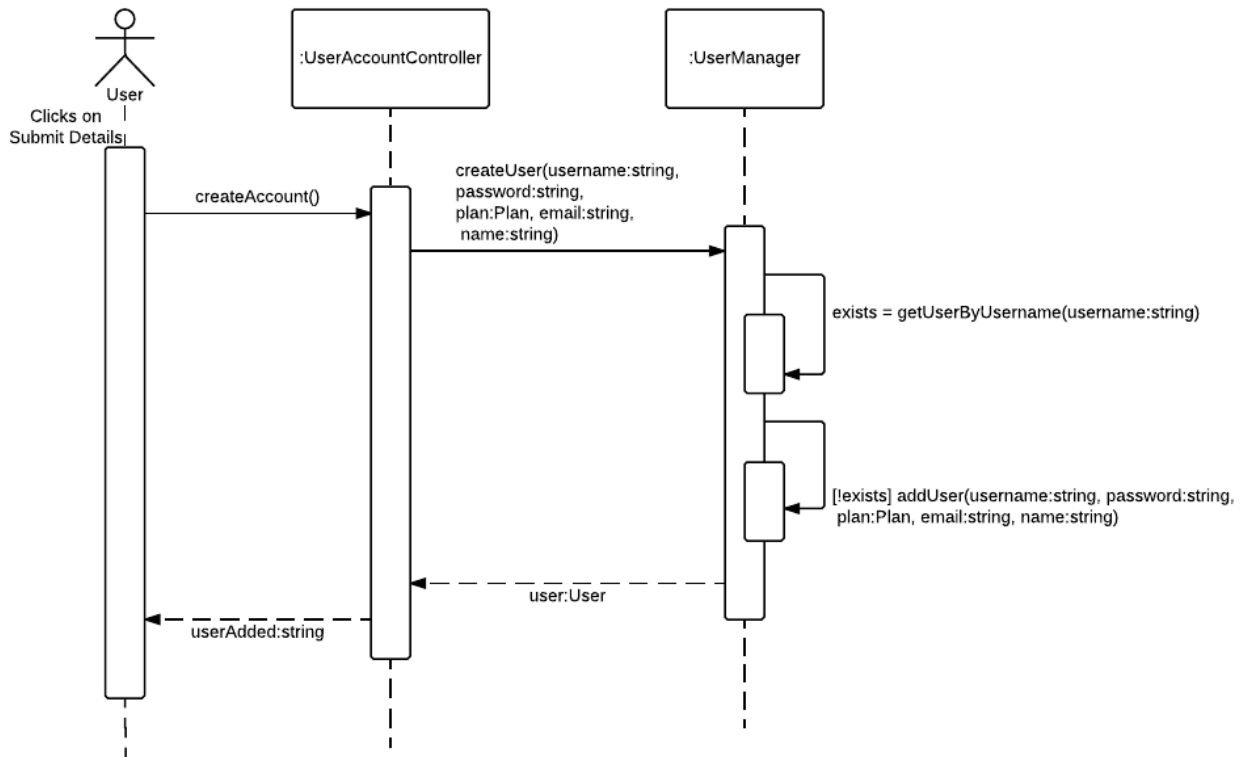 :UserAccountController
:UserManager
User
Clicks on
Submit Details
createAccount()
createUser(username:string,
password:string,
plan:Plan, email:string,
name:string)
exists = getUserByUsername(username:string)
[!exists] addUser(username:string, password:string,
plan:Plan, email:string, name:string)
user:User
userAdded:string